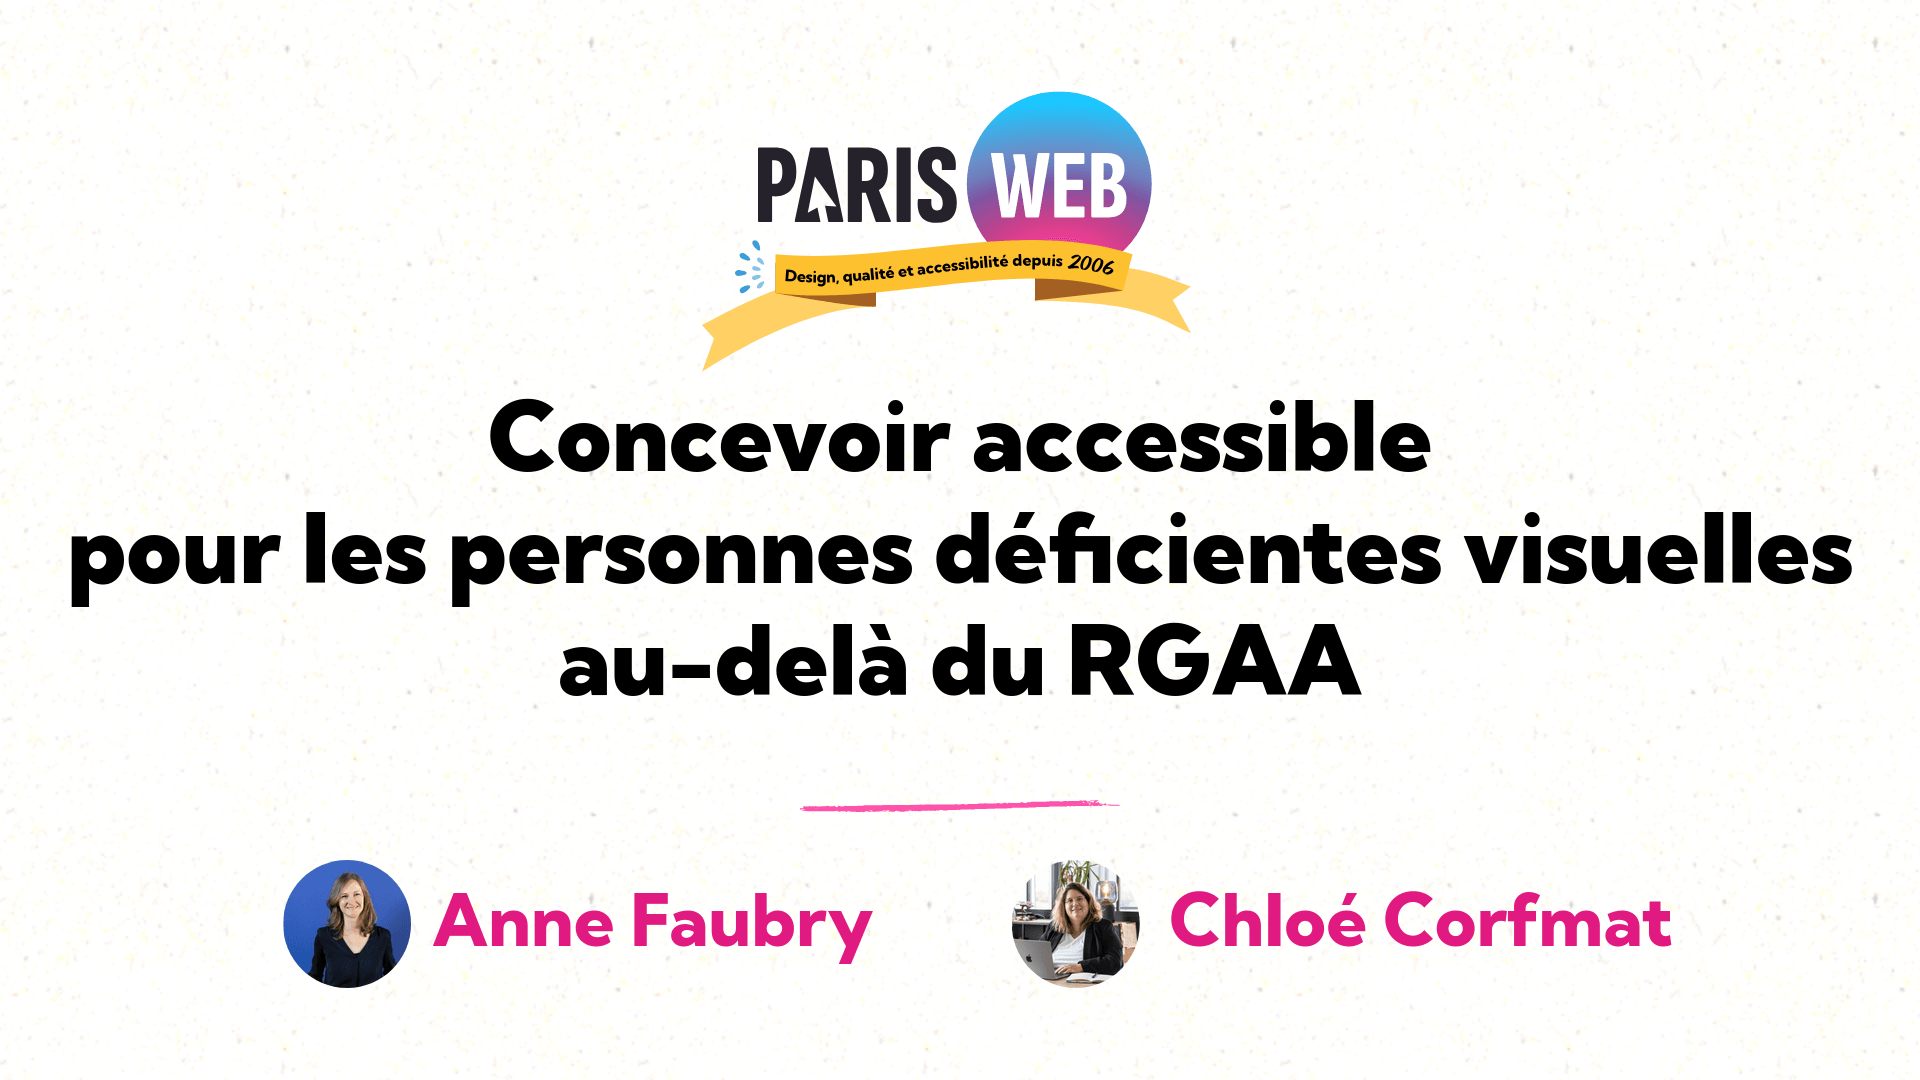 PARIS WEB
Design, qualité et accessibilité depuis 2006
Concevoir accessible
pour les personnes déficientes visuelles
au-delà du RGAA
Anne Faubry
Chloé Corfmat